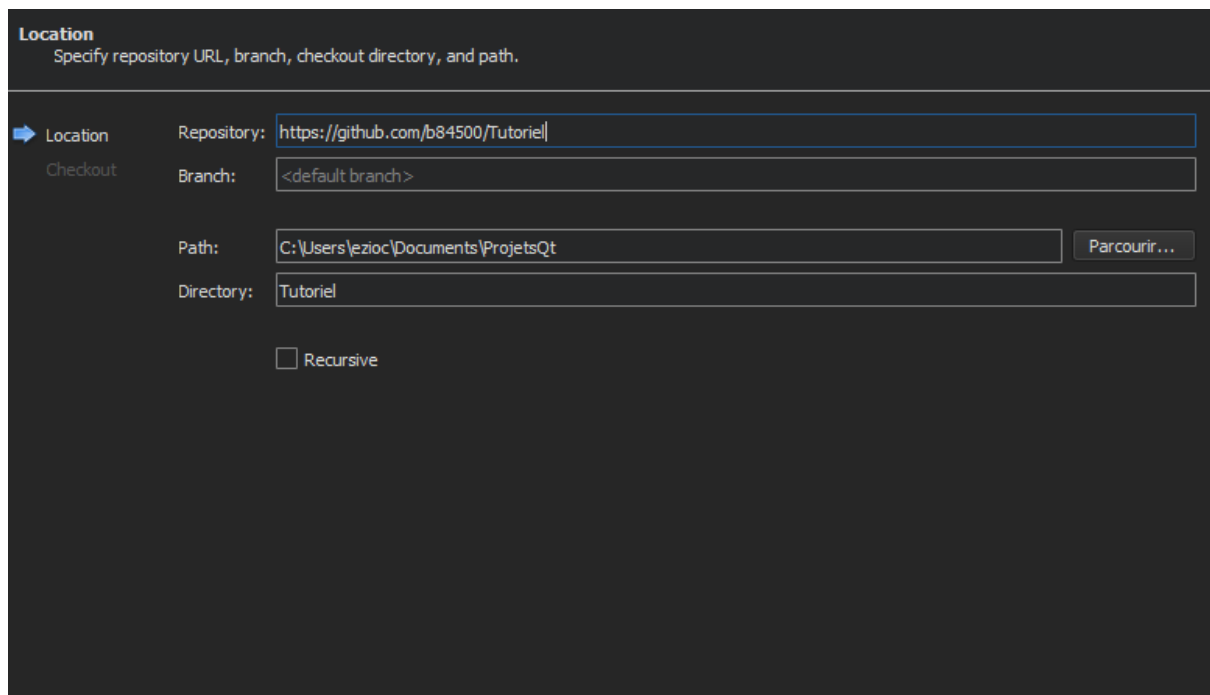 Location
Specify repository URL, branch, checkout directory, and path.
Location
Checkout
Repository: https://github.com/b84500/Tutoriel
Branch: <default branch>
Path: C:\Users\ezioc\Documents\ProjetsQt Parcourir...
Directory: Tutoriel
Recursive